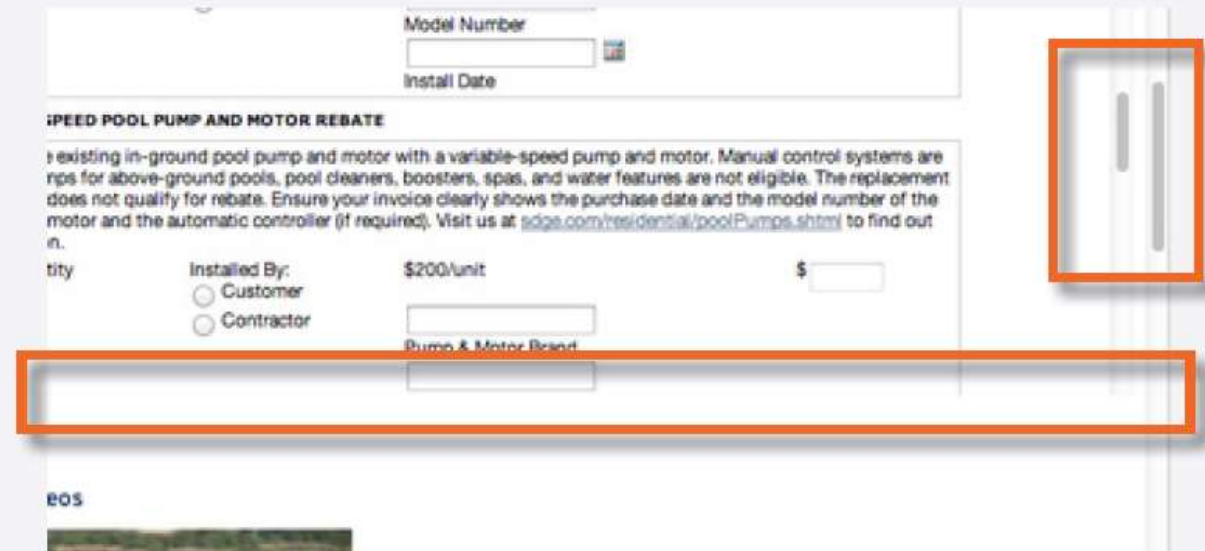 Model Number
Install Date
SPEED POOL PUMP AND MOTOR REBATE
e existing in-ground pool pump and motor with a variable-speed pump and motor. Manual control systems are
mps for above-ground pools, pool cleaners, boosters, spas, and water features are not eligible. The replacement
does not qualify for rebate. Ensure your invoice clearly shows the purchase date and the model number of the
motor and the automatic controller (if required). Visit us at sdge.com/residential/poolPumps.shtml to find out
n.
tity Installed By: $200/unit $
Customer
Contractor
Pump & Motor Brand
eos